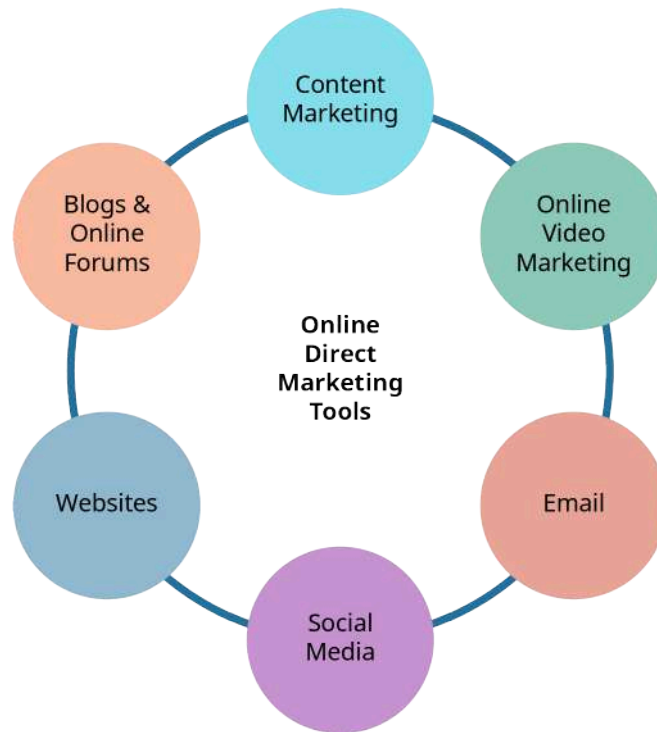 Content
Marketing
Online
Video
Marketing
Email
Social
Media
Websites
Blogs &
Online
Forums
Online
Direct
Marketing
Tools